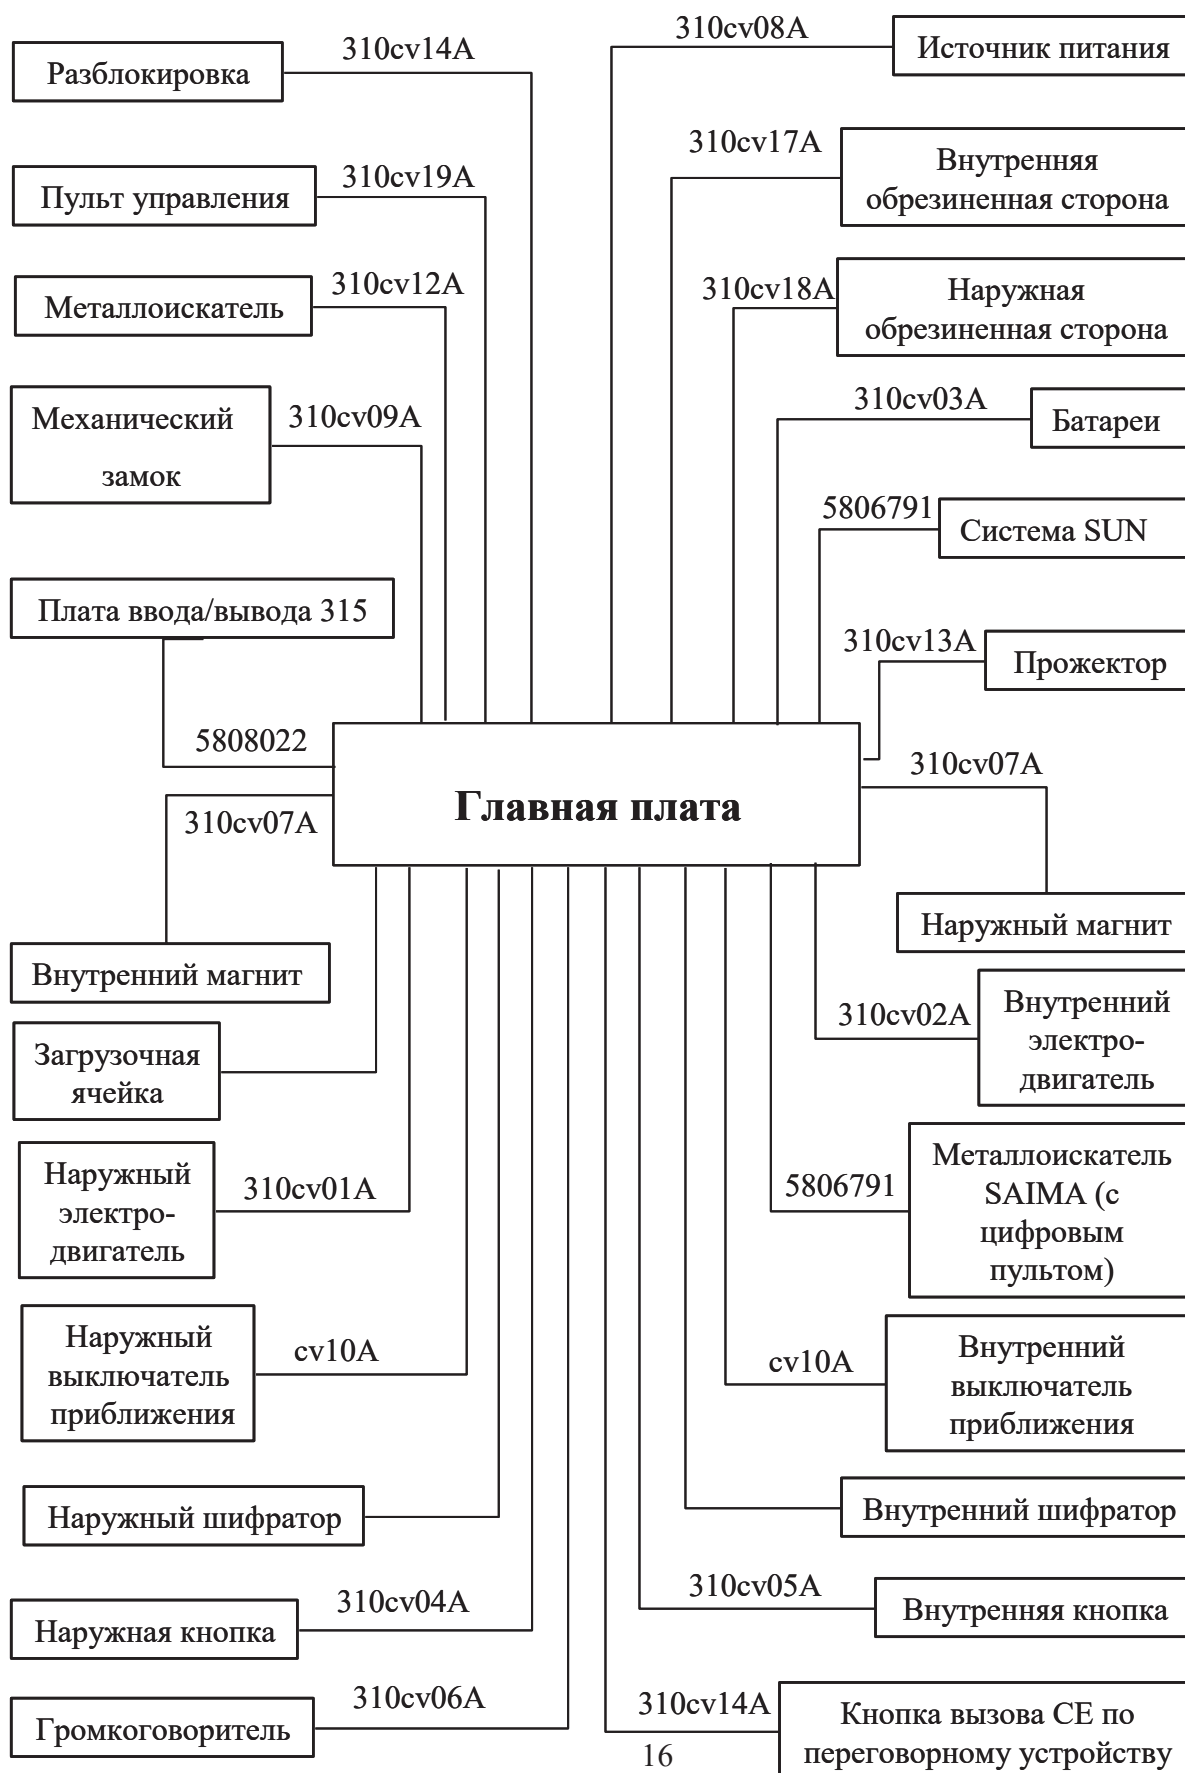 310cv14A
Разблокировка
310cv19A
Пульт управления
310cv12A
Металлоискатель
310cv09A
Механический
замок
Плата ввода/вывода 315
5808022
310cv07A
Внутренний магнит
Загрузочная
ячейка
Наружный
электро-
двигатель
310cv01A
Наружный
выключатель
приближения
cv10A
Наружный шифратор
310cv04A
Наружная кнопка
310cv06A
Громкоговоритель
Главная плата
310cv08A
Источник питания
310cv17A
Внутренняя
обрезиненная сторона
310cv18A
Наружная
обрезиненная сторона
310cv03A
Батареи
5806791
Система SUN
310cv13A
Прожектор
310cv07A
Наружный магнит
310cv02A
Внутренний
электро-
двигатель
5806791
Металлоискатель
SAIMA (с
цифровым
пультом)
cv10A
Внутренний
выключатель
приближения
Внутренний шифратор
310cv05A
Внутренняя кнопка
310cv14A
Кнопка вызова СЕ по
переговорному устройству
16